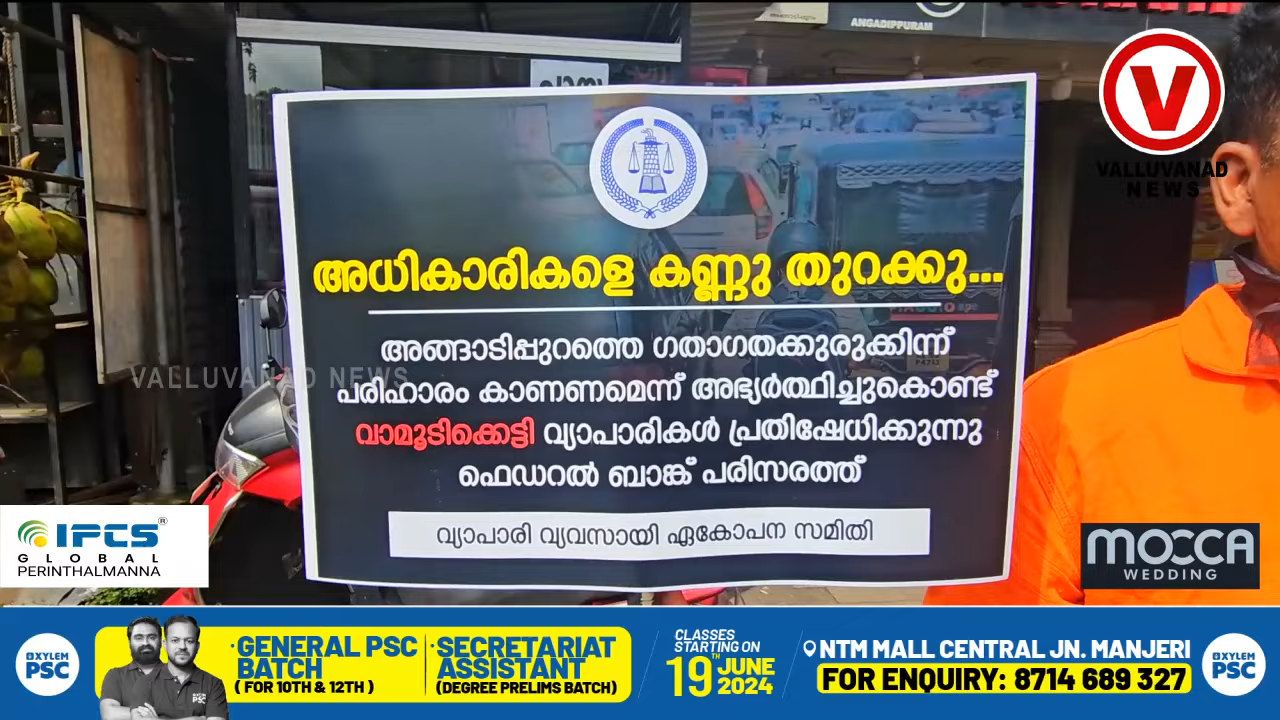 ANGADIPPURAM
V
VALLUVANAD
NEWS
അധികാരികളെ കണ്ണു തുറക്കു...
അങ്ങാടിപ്പുറത്തെ ഗതാഗതക്കുരുക്കിന്ന്
പരിഹാരം കാണണമെന്ന് അഭ്യർത്ഥിച്ചുകൊണ്ട്
വാമൂടിക്കെട്ടി വ്യാപാരികൾ പ്രതിഷേധിക്കുന്നു
ഫെഡറൽ ബാങ്ക് പരിസരത്ത്
വ്യാപാരി വ്യവസായി ഏകോപന സമിതി
PIAGGIO ape
VALLUVANAD NEWS
IPCS®
GLOBAL
PERINTHALMANNA
MOCCA
WEDDING
XYLEM
PSC
·GENERAL PSC
BATCH
( FOR 10TH & 12TH )
·SECRETARIAT
ASSISTANT
(DEGREE PRELIMS BATCH)
CLASSES
STARTING ON
19TH JUNE
2024
NTM MALL CENTRAL JN. MANJERI
FOR ENQUIRY: 8714 689 327
XYLEM
PSC